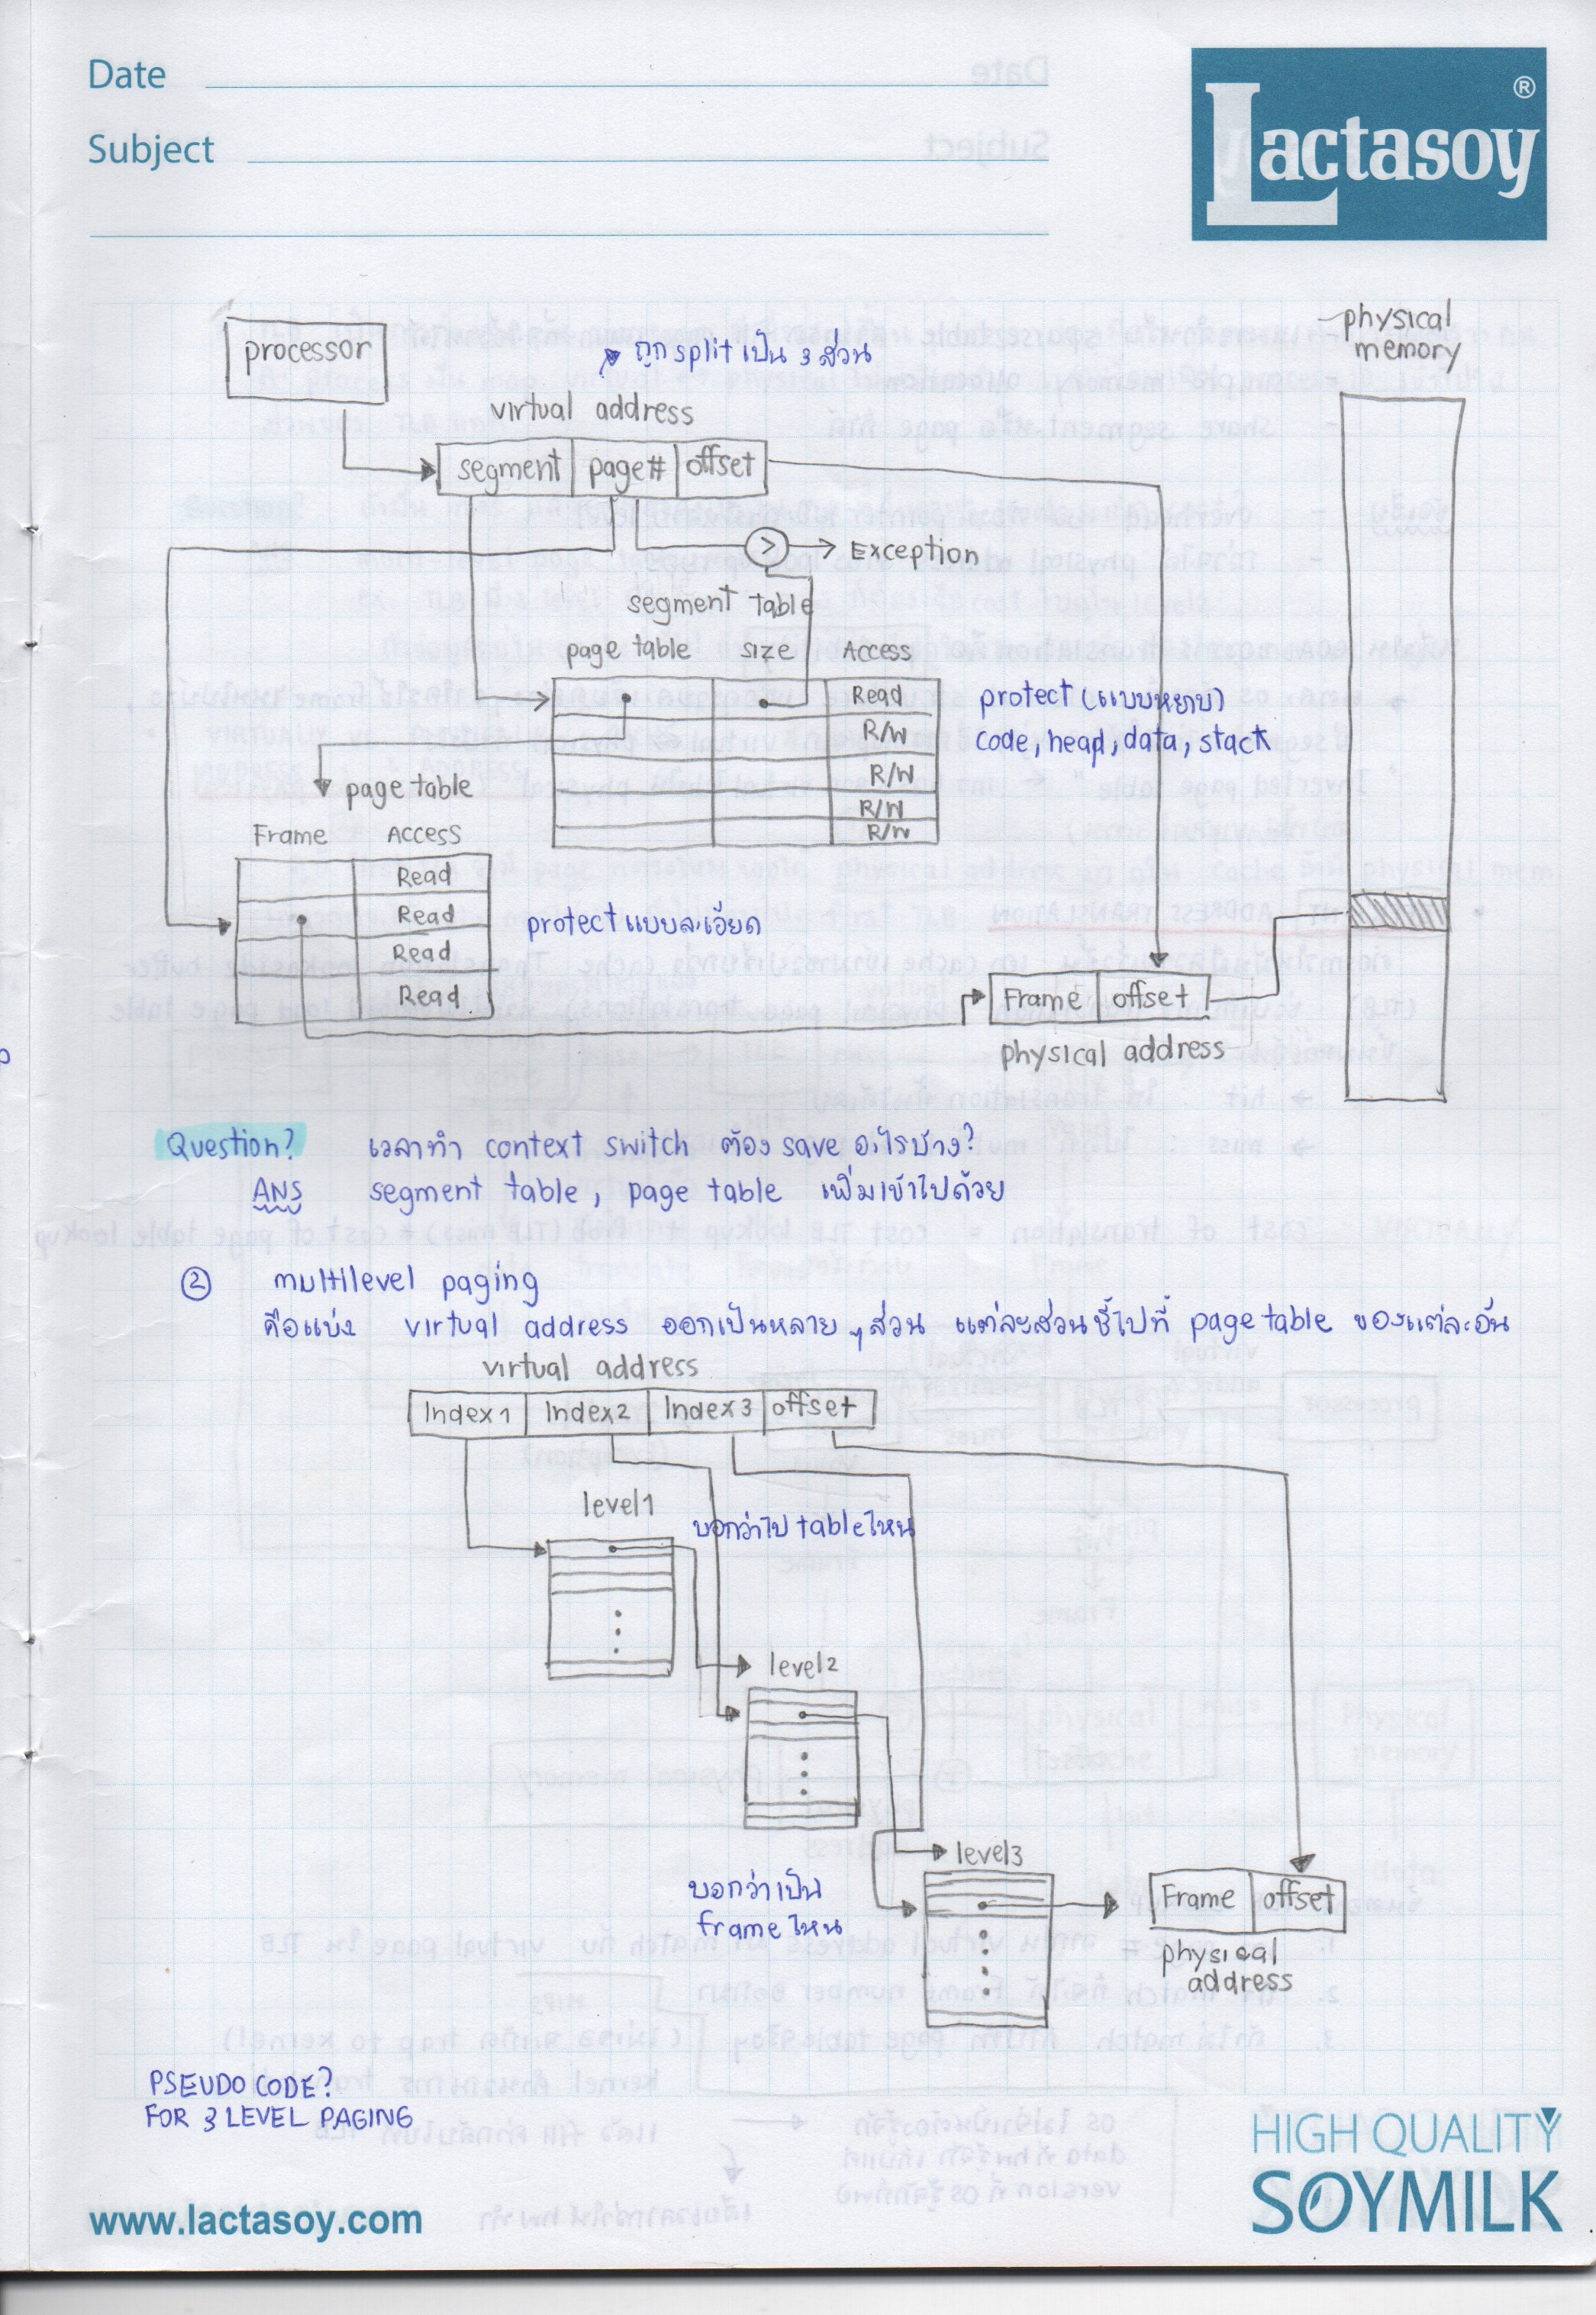 Date
Subject
Lactasoy ®
physical memory
processor
ถูก split เป็น 3 ส่วน
virtual address
segment page# offset
> Exception
segment table
page table size Access
Read
R/W
R/W
R/W
R/W
protect (แบบหยาบ)
code, head, data, stack
page table
Frame Access
Read
Read
Read
Read
protect แบบละเอียด
Frame offset
physical address
Question? เวลาทำ context switch ต้อง save อะไรบ้าง?
ANS segment table, page table เพิ่มเข้าไปด้วย
② multilevel paging
คือแบ่ง virtual address ออกเป็นหลายๆส่วน แต่ละส่วนชี้ไปที่ page table ของแต่ละอัน
virtual address
Index1 Index2 Index3 offset
level1
บอกว่าไป table ไหน
level2
level3
บอกว่าเป็น
frame ไหน
Frame offset
physical
address
PSEUDO CODE?
FOR 3 LEVEL PAGING
HIGH QUALITY
SOYMILK
www.lactasoy.com